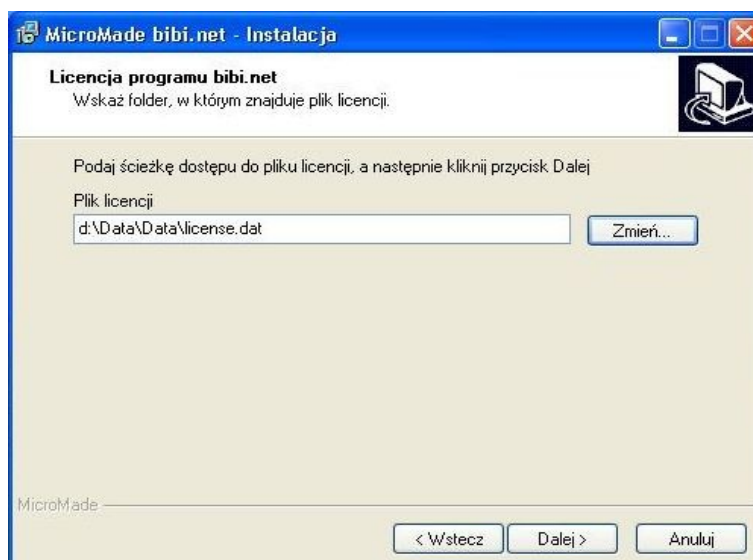 MicroMade bibi.net - Instalacja
Licencja programu bibi.net
Wskaż folder, w którym znajduje plik licencji.
Podaj ścieżkę dostępu do pliku licencji, a następnie kliknij przycisk Dalej
Plik licencji
d:\Data\Data\license.dat
Zmień...
MicroMade
< Wstecz
Dalej >
Anuluj